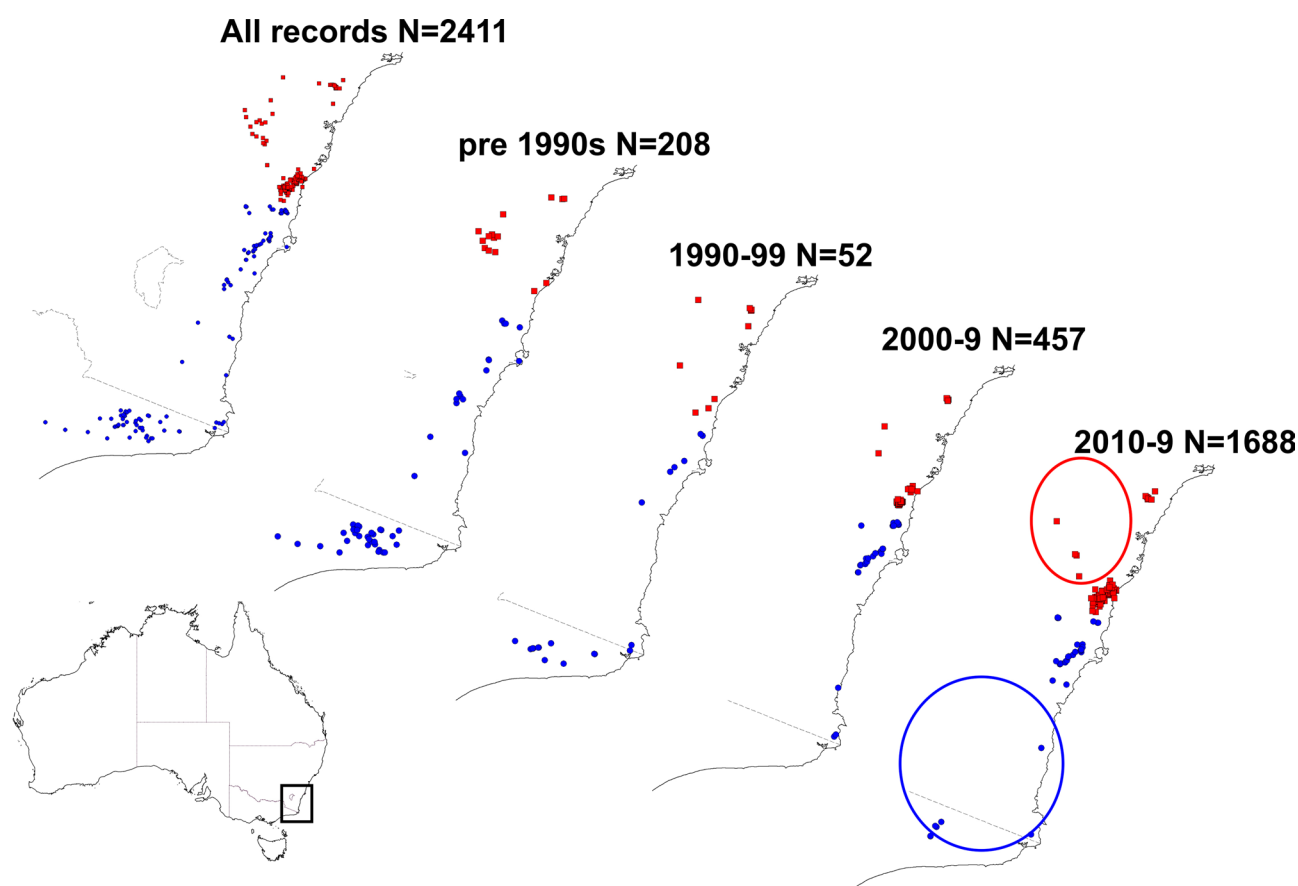 All records N=2411
pre 1990s N=208
1990-99 N=52
2000-9 N=457
2010-9 N=1688